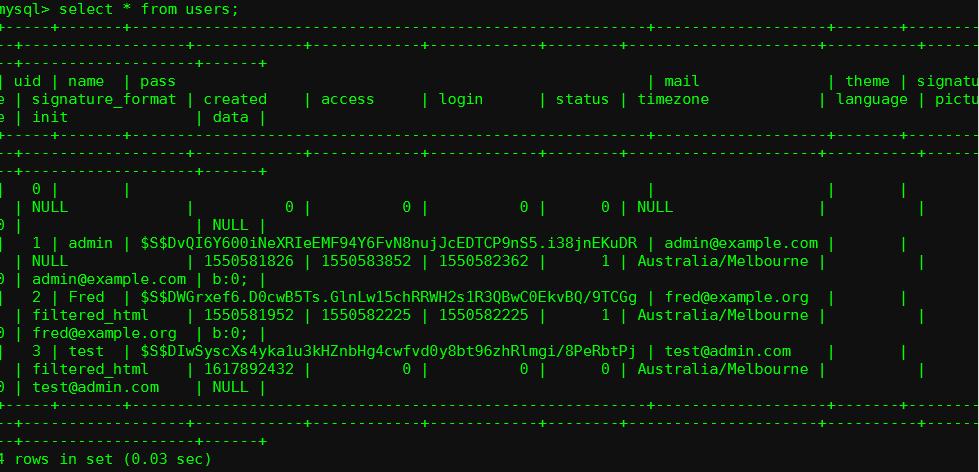 mysql> select * from users;
+-----+-------+---------------------------------------------------------+--------------------+-------+--------
--+------------------+------------+------------+------------+--------+---------------------+----------+------
--+-------------------+------+
| uid | name  | pass                                                    | mail              | theme | signatu
e | signature_format | created    | access     | login      | status | timezone            | language | pictu
e | init              | data |
+-----+-------+---------------------------------------------------------+--------------------+-------+--------
--+------------------+------------+------------+------------+--------+---------------------+----------+------
--+-------------------+------+
|   0 |       |                                                         |                   |       |
  | NULL             |          0 |          0 |          0 |      0 | NULL                |          |
0 |                   | NULL |
|   1 | admin | $S$DvQI6Y600iNeXRIeEMF94Y6FvN8nujJcEDTCP9nS5.i38jnEKuDR | admin@example.com |       |
  | NULL             | 1550581826 | 1550583852 | 1550582362 |      1 | Australia/Melbourne |          |
0 | admin@example.com | b:0; |
|   2 | Fred  | $S$DWGrxef6.D0cwB5Ts.GlnLw15chRRWH2s1R3QBwC0EkvBQ/9TCGg | fred@example.org  |       |
  | filtered_html    | 1550581952 | 1550582225 | 1550582225 |      1 | Australia/Melbourne |          |
0 | fred@example.org  | b:0; |
|   3 | test  | $S$DIwSyscXs4yka1u3kHZnbHg4cwfvd0y8bt96zhRlmgi/8PeRbtPj | test@admin.com    |       |
  | filtered_html    | 1617892432 |          0 |          0 |      0 | Australia/Melbourne |          |
0 | test@admin.com    | NULL |
+-----+-------+---------------------------------------------------------+--------------------+-------+--------
--+------------------+------------+------------+------------+--------+---------------------+----------+------
--+-------------------+------+
4 rows in set (0.03 sec)